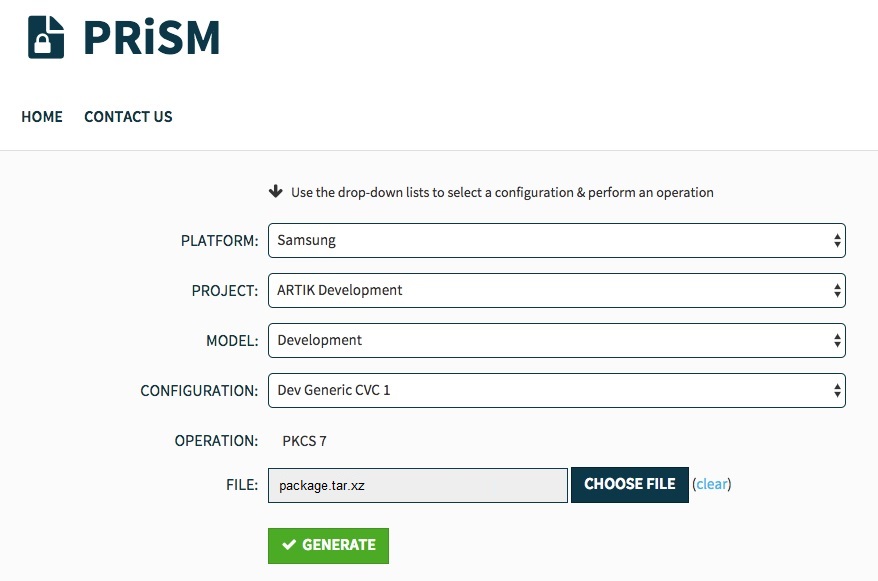 PRiSM
HOME CONTACT US
Use the drop-down lists to select a configuration & perform an operation
PLATFORM: Samsung
PROJECT: ARTIK Development
MODEL: Development
CONFIGURATION: Dev Generic CVC 1
OPERATION: PKCS 7
FILE: package.tar.xz CHOOSE FILE (clear)
GENERATE